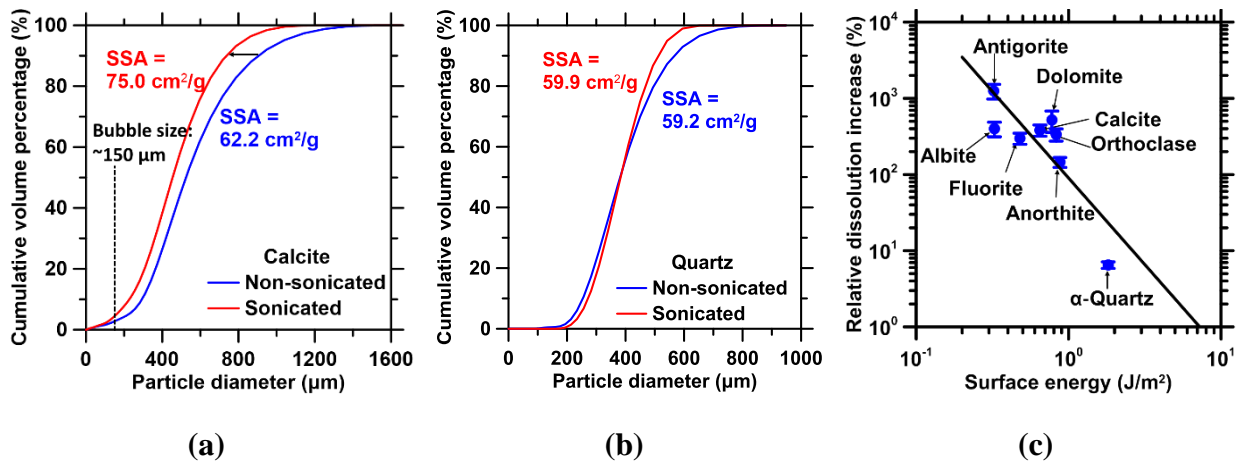 Cumulative volume percentage (%)
100
80
60
40
20
0
SSA =
75.0 cm²/g
SSA =
62.2 cm²/g
Bubble size:
~150 µm
Calcite
Non-sonicated
Sonicated
0 400 800 1200 1600
Particle diameter (µm)
(a)
Cumulative volume percentage (%)
100
80
60
40
20
0
SSA =
59.9 cm²/g
SSA =
59.2 cm²/g
Quartz
Non-sonicated
Sonicated
0 200 400 600 800 1000
Particle diameter (µm)
(b)
Relative dissolution increase (%)
10⁴
10³
10²
10¹
10⁰
Antigorite
Dolomite
Calcite
Orthoclase
Albite
Fluorite
Anorthite
α-Quartz
10⁻¹ 10⁰ 10¹
Surface energy (J/m²)
(c)